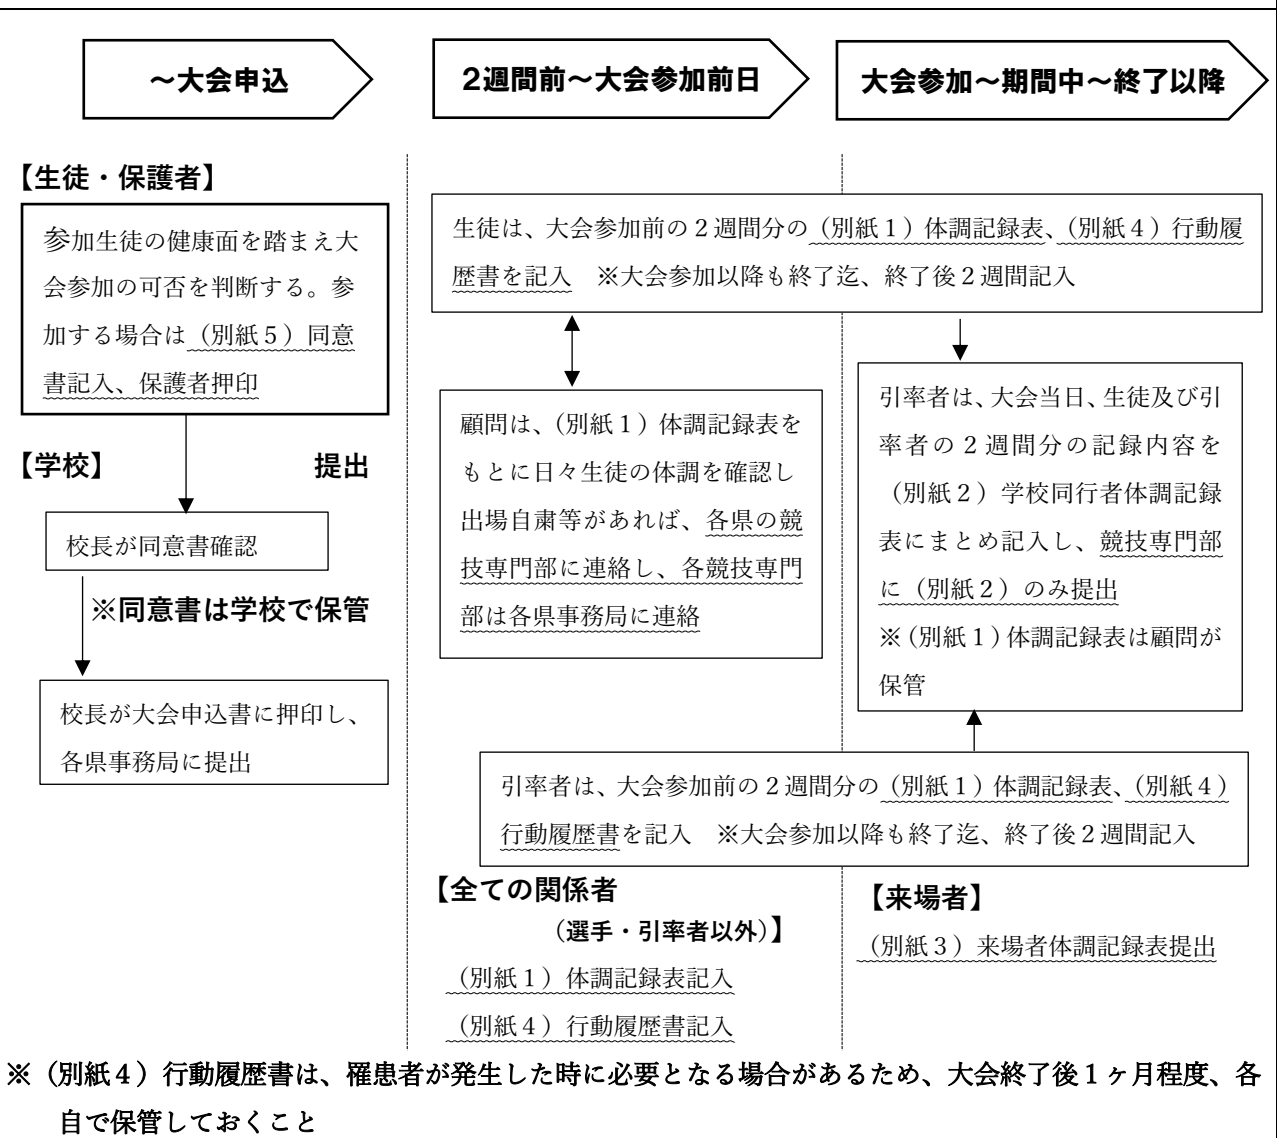 ～大会申込
2週間前～大会参加前日
大会参加～期間中～終了以降
【生徒・保護者】
参加生徒の健康面を踏まえ大
会参加の可否を判断する。参
加する場合は（別紙５）同意
書記入、保護者押印
【学校】 提出
校長が同意書確認
※同意書は学校で保管
校長が大会申込書に押印し、
各県事務局に提出
生徒は、大会参加前の２週間分の（別紙１）体調記録表、（別紙４）行動履
歴書を記入 ※大会参加以降も終了迄、終了後２週間記入
顧問は、（別紙１）体調記録表を
もとに日々生徒の体調を確認し
出場自粛等があれば、各県の競
技専門部に連絡し、各競技専門
部は各県事務局に連絡
引率者は、大会当日、生徒及び引
率者の２週間分の記録内容を
（別紙２）学校同行者体調記録
表にまとめ記入し、競技専門部
に（別紙２）のみ提出
※（別紙１）体調記録表は顧問が
保管
引率者は、大会参加前の２週間分の（別紙１）体調記録表、（別紙４）
行動履歴書を記入 ※大会参加以降も終了迄、終了後２週間記入
【全ての関係者
（選手・引率者以外）】
（別紙１）体調記録表記入
（別紙４）行動履歴書記入
【来場者】
（別紙３）来場者体調記録表提出
※（別紙４）行動履歴書は、罹患者が発生した時に必要となる場合があるため、大会終了後１ヶ月程度、各
自で保管しておくこと